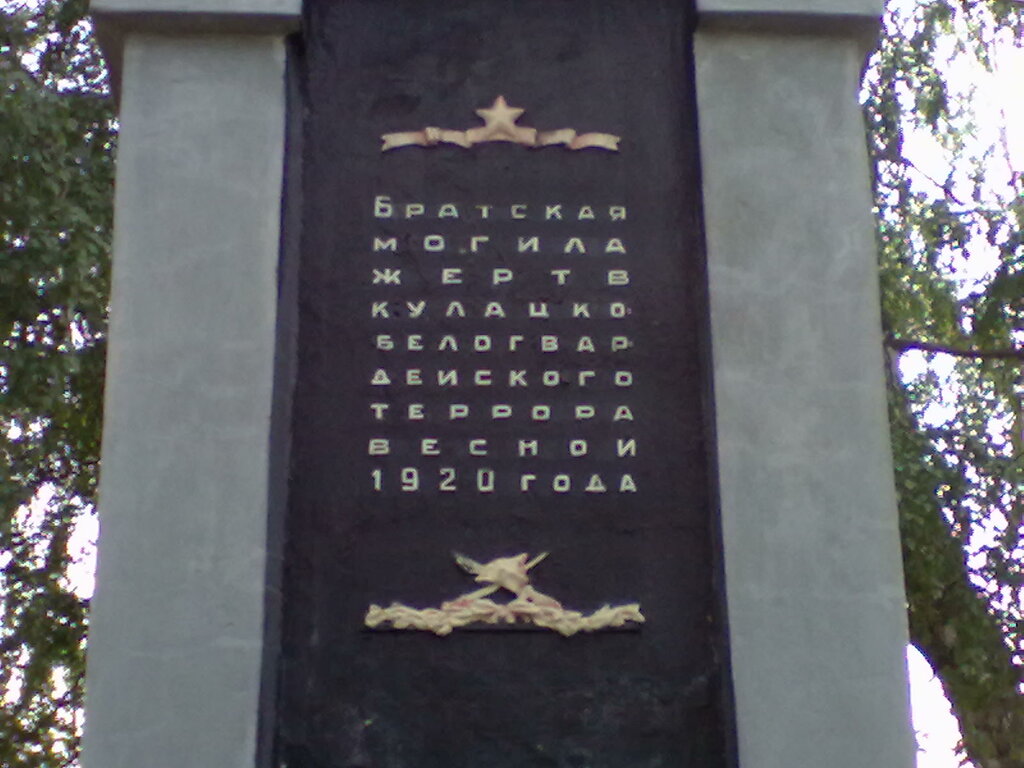 Братская
могила
жертв
кулацко-
белогвар-
дейского
террора
весной
1920 года